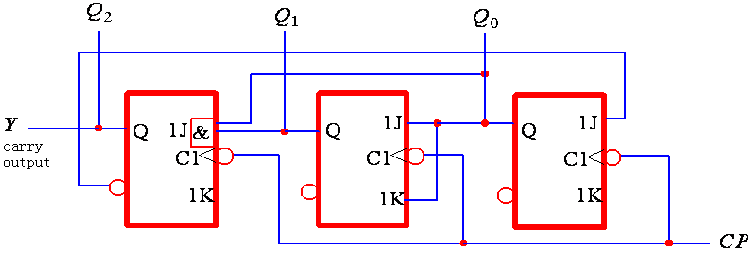 Q2 Q1 Q0
Y
carry
output
Q 1J & C1 1K
Q 1J C1 1K
Q 1J C1 1K
CP